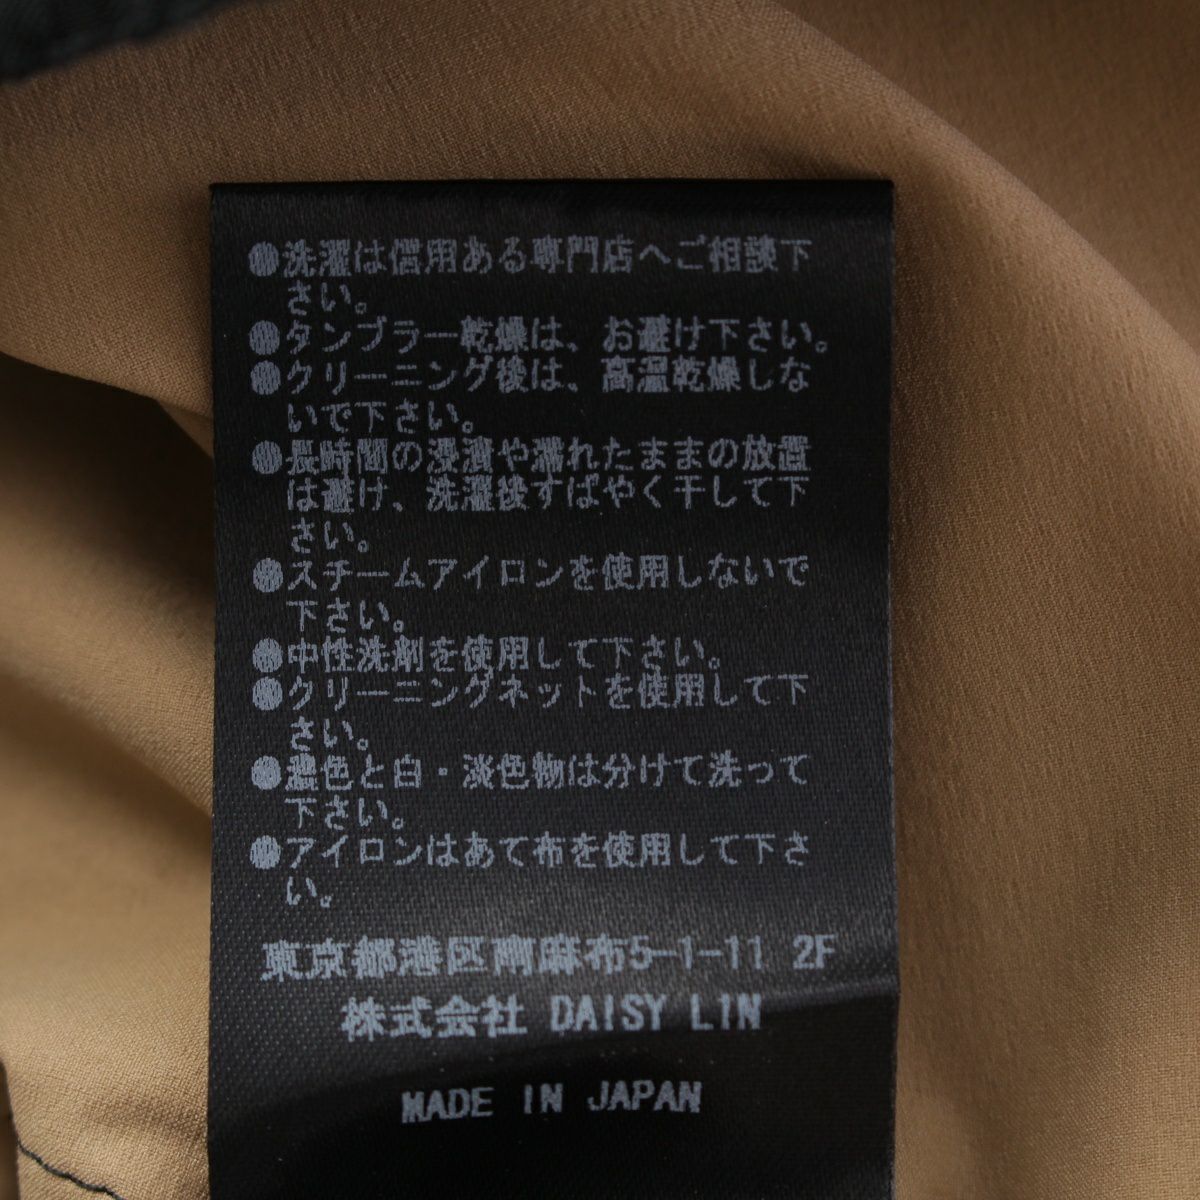 ●洗濯は信用ある専門店へご相談下
さい。
●タンブラー乾燥は、お避け下さい。
●クリーニング後は、高温乾燥しな
いで下さい。
●長時間の浸漬や濡れたままの放置
は避け、洗濯後すばやく干して下
さい。
●スチームアイロンを使用しないで
下さい。
●中性洗剤を使用して下さい。
●クリーニングネットを使用して下
さい。
●濃色と白・淡色物は分けて洗って
下さい。
●アイロンはあて布を使用して下さ
い。
東京都港区南麻布5-1-11 2F
株式会社 DAISY LIN
MADE IN JAPAN